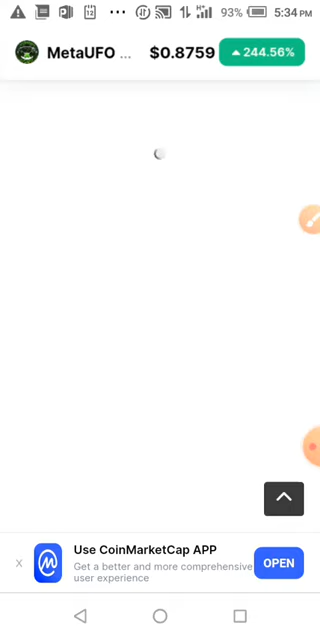 12 ... H+ 93% 5:34 PM
MetaUFO ... $0.8759 244.56%
Use CoinMarketCap APP
Get a better and more comprehensive
user experience
X
OPEN